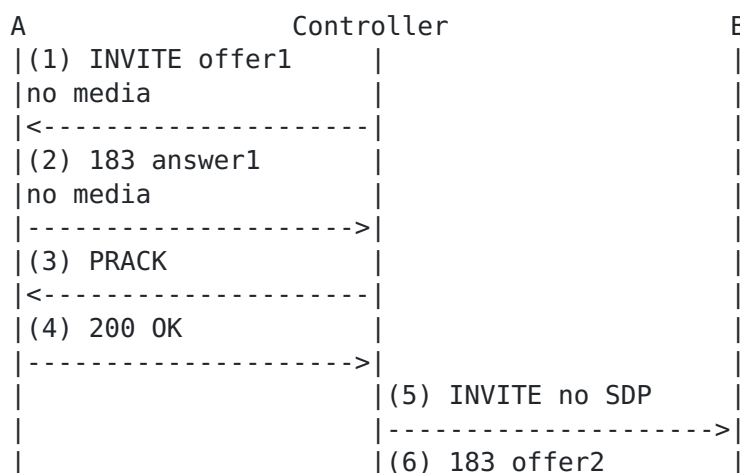 A Controller B
|(1) INVITE offer1 | |
|no media | |
|<---------------------| |
|(2) 183 answer1 | |
|no media | |
|--------------------->| |
|(3) PRACK | |
|<---------------------| |
|(4) 200 OK | |
|--------------------->| |
| |(5) INVITE no SDP |
| |--------------------->|
| |(6) 183 offer2 |